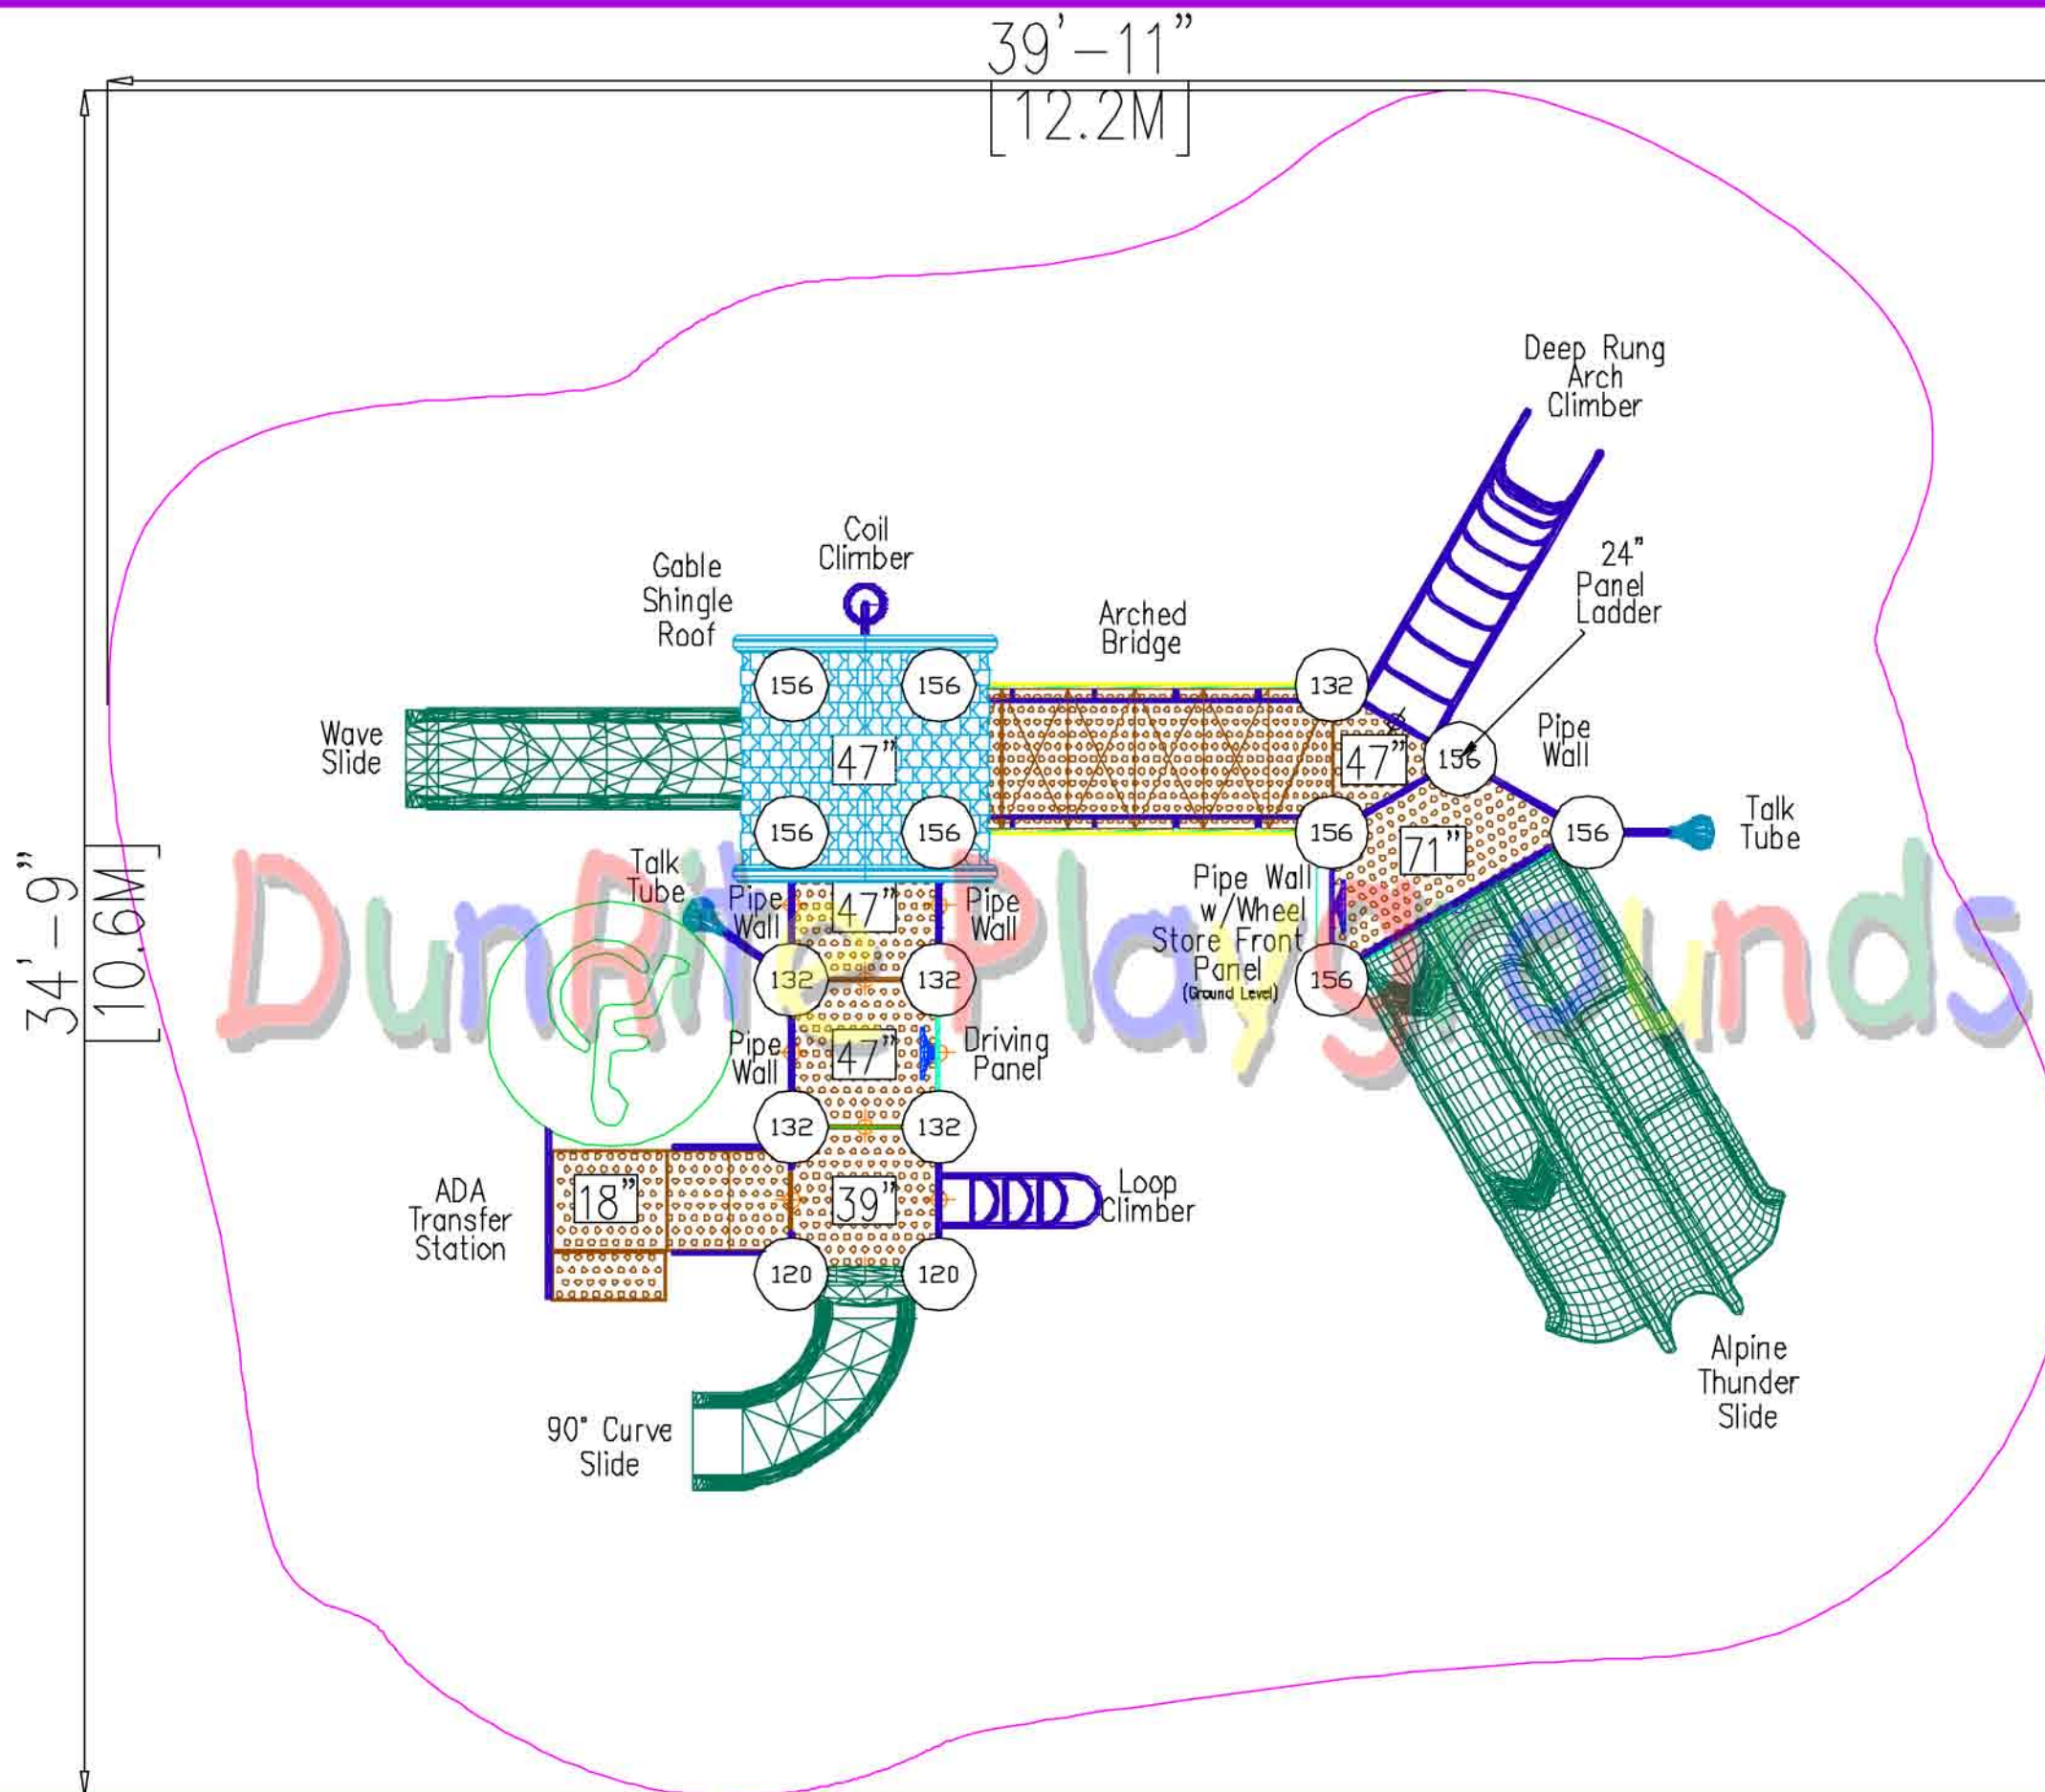 39'-11"
[12.2M]
34'-9"
[10.6M]
Deep Rung
Arch
Climber
24"
Panel
Ladder
Coil
Climber
Gable
Shingle
Roof
Arched
Bridge
Wave
Slide
156
156
132
47"
47"
156
Pipe
Wall
156
156
156
156
71"
Talk
Tube
Talk
Tube
Pipe
Wall
47"
Pipe
Wall
Pipe Wall
w/Wheel
Store Front
Panel
(Ground Level)
DunRite Playgrounds
132
132
156
Pipe
Wall
47"
Driving
Panel
132
132
ADA
Transfer
Station
18"
39"
Loop
Climber
120
120
90° Curve
Slide
Alpine
Thunder
Slide